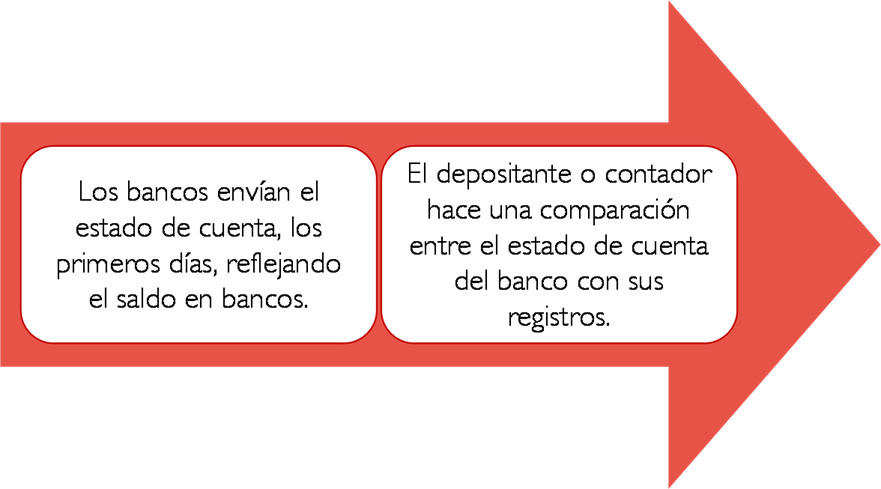 Los bancos envían el
estado de cuenta, los
primeros días, reflejando
el saldo en bancos.
El depositante o contador
hace una comparación
entre el estado de cuenta
del banco con sus
registros.